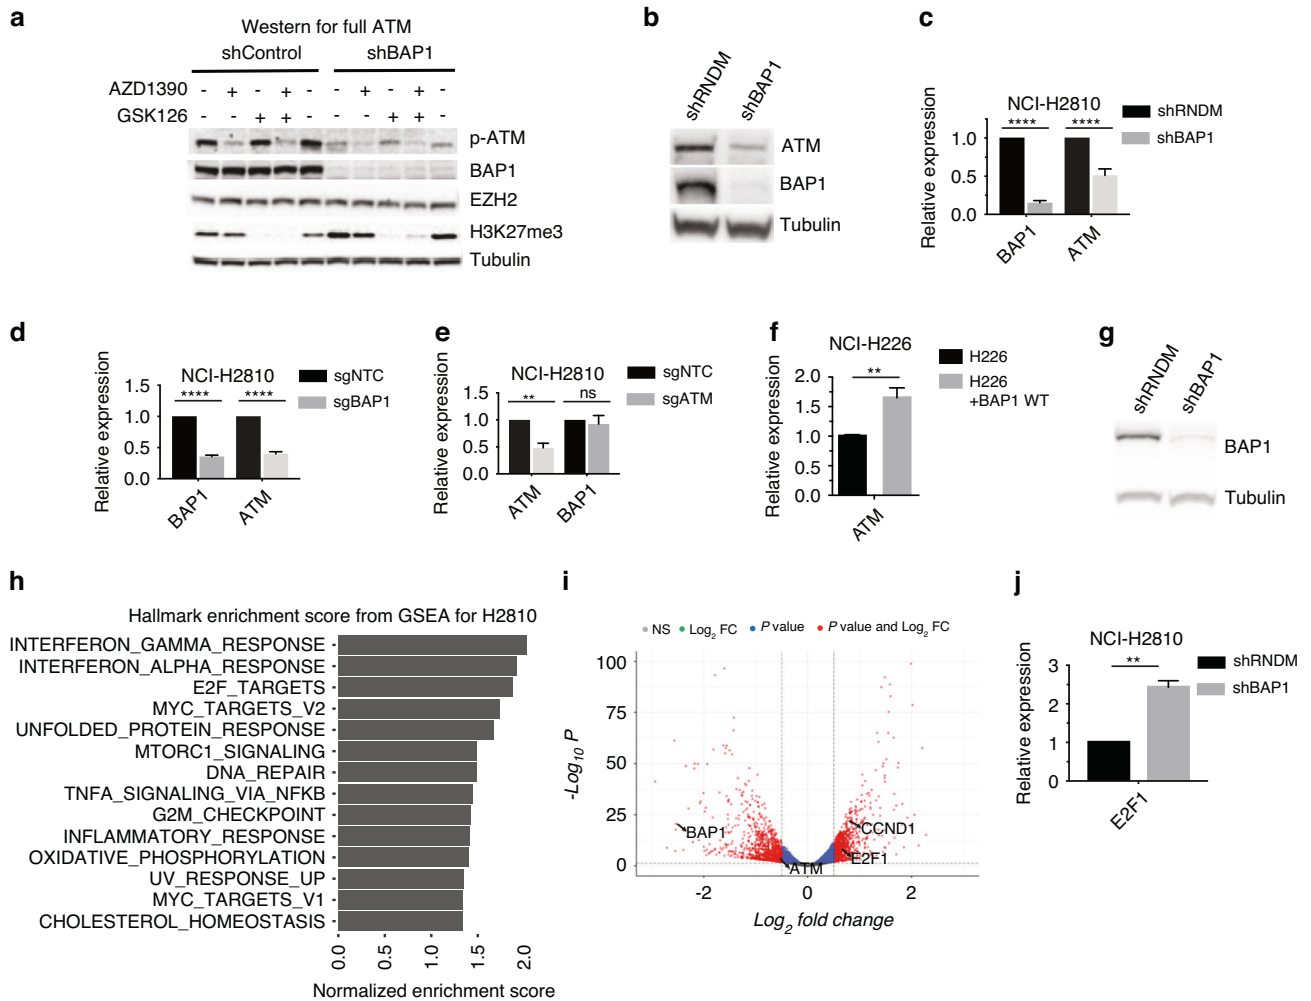 a
Western for full ATM
shControl shBAP1
AZD1390 - + - + - - + - + -
GSK126 - - + + - - - + + -
p-ATM
BAP1
EZH2
H3K27me3
Tubulin
b
shRNDM shBAP1
ATM
BAP1
Tubulin
c
NCI-H2810
shRNDM
shBAP1
**** ****
Relative expression
1.0
0.5
0.0
BAP1 ATM
d
NCI-H2810
sgNTC
sgBAP1
**** ****
Relative expression
1.5
1.0
0.5
0.0
BAP1 ATM
e
NCI-H2810
sgNTC
sgATM
** ns
Relative expression
1.5
1.0
0.5
0.0
ATM BAP1
f
NCI-H226
H226
H226
+BAP1 WT
**
Relative expression
2.0
1.5
1.0
0.5
0.0
ATM
g
shRNDM shBAP1
BAP1
Tubulin
h
Hallmark enrichment score from GSEA for H2810
INTERFERON_GAMMA_RESPONSE
INTERFERON_ALPHA_RESPONSE
E2F_TARGETS
MYC_TARGETS_V2
UNFOLDED_PROTEIN_RESPONSE
MTORC1_SIGNALING
DNA_REPAIR
TNFA_SIGNALING_VIA_NFKB
G2M_CHECKPOINT
INFLAMMATORY_RESPONSE
OXIDATIVE_PHOSPHORYLATION
UV_RESPONSE_UP
MYC_TARGETS_V1
CHOLESTEROL_HOMEOSTASIS
0.0 0.5 1.0 1.5 2.0
Normalized enrichment score
i
NS Log2 FC P value P value and Log2 FC
-Log10 P
100
75
50
25
0
BAP1
CCND1
E2F1
ATM
-2 0 2
Log2 fold change
j
NCI-H2810
shRNDM
shBAP1
**
Relative expression
3
2
1
0
E2F1